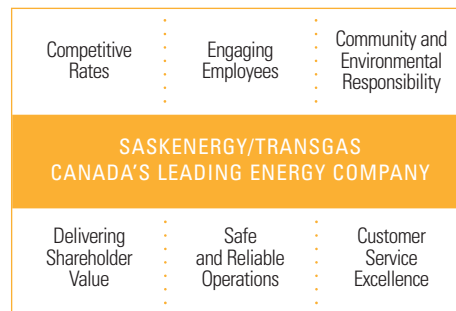 Competitive
Rates
Engaging
Employees
Community and
Environmental
Responsibility
SASKENERGY/TRANSGAS
CANADA'S LEADING ENERGY COMPANY
Delivering
Shareholder
Value
Safe
and Reliable
Operations
Customer
Service
Excellence